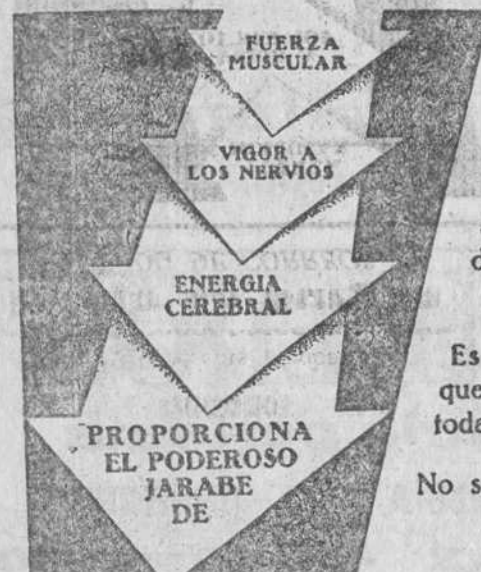 FUERZA
MUSCULAR
VIGOR A
LOS NERVIOS
ENERGIA
CEREBRAL
PROPORCIONA
EL PODEROSO
JARABE
DE
d
Es
que
toda
No s